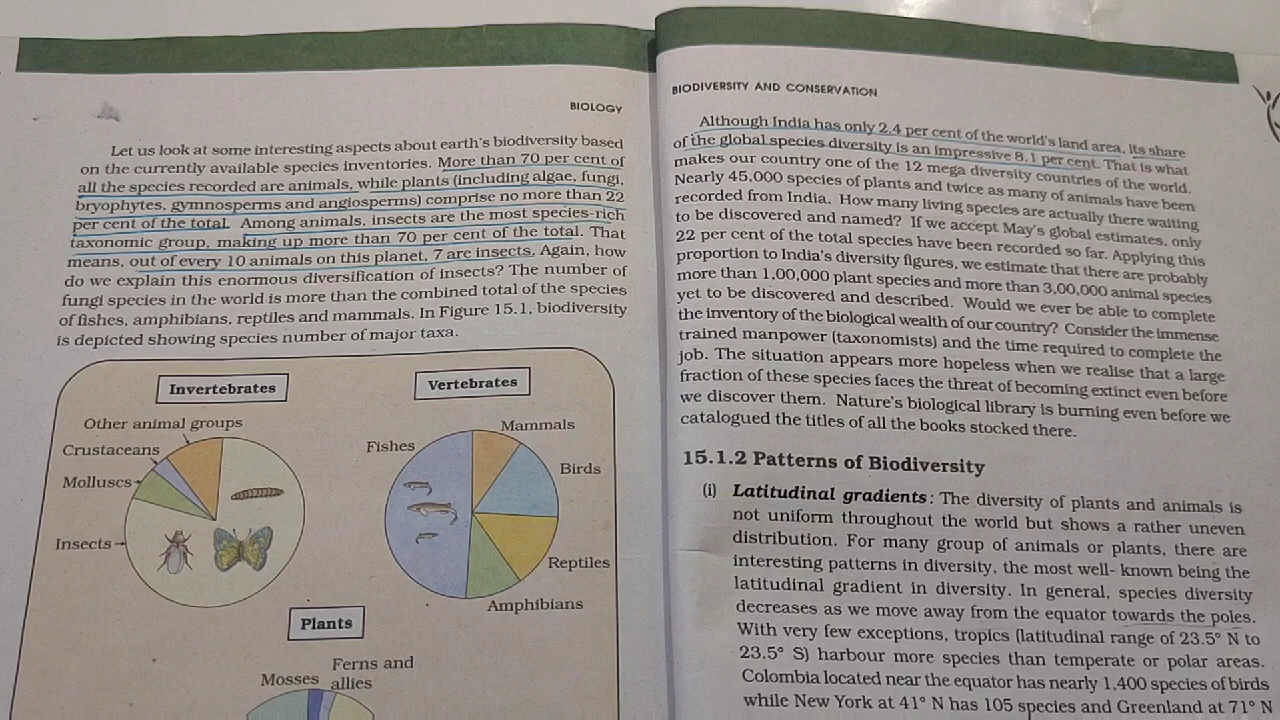 BIOLOGY
Let us look at some interesting aspects about earth's biodiversity based
on the currently available species inventories. More than 70 per cent of
all the species recorded are animals, while plants (including algae, fungi,
bryophytes, gymnosperms and angiosperms) comprise no more than 22
per cent of the total. Among animals, insects are the most species-rich
taxonomic group, making up more than 70 per cent of the total. That
means, out of every 10 animals on this planet, 7 are insects. Again, how
do we explain this enormous diversification of insects? The number of
fungi species in the world is more than the combined total of the species
of fishes, amphibians, reptiles and mammals. In Figure 15.1, biodiversity
is depicted showing species number of major taxa.
Invertebrates
Other animal groups
Crustaceans
Molluscs
Insects
Vertebrates
Mammals
Fishes
Birds
Reptiles
Amphibians
Plants
Ferns and
Mosses allies
BIODIVERSITY AND CONSERVATION
Although India has only 2.4 per cent of the world's land area, its share
of the global species diversity is an impressive 8.1 per cent. That is what
makes our country one of the 12 mega diversity countries of the world.
Nearly 45,000 species of plants and twice as many of animals have been
recorded from India. How many living species are actually there waiting
to be discovered and named? If we accept May's global estimates, only
22 per cent of the total species have been recorded so far. Applying this
proportion to India's diversity figures, we estimate that there are probably
more than 1,00,000 plant species and more than 3,00,000 animal species
yet to be discovered and described. Would we ever be able to complete
the inventory of the biological wealth of our country? Consider the immense
trained manpower (taxonomists) and the time required to complete the
job. The situation appears more hopeless when we realise that a large
fraction of these species faces the threat of becoming extinct even before
we discover them. Nature's biological library is burning even before we
catalogued the titles of all the books stocked there.
15.1.2 Patterns of Biodiversity
(i) Latitudinal gradients: The diversity of plants and animals is
not uniform throughout the world but shows a rather uneven
distribution. For many group of animals or plants, there are
interesting patterns in diversity, the most well- known being the
latitudinal gradient in diversity. In general, species diversity
decreases as we move away from the equator towards the poles.
With very few exceptions, tropics (latitudinal range of 23.5° N to
23.5° S) harbour more species than temperate or polar areas.
Colombia located near the equator has nearly 1,400 species of birds
while New York at 41° N has 105 species and Greenland at 71° N